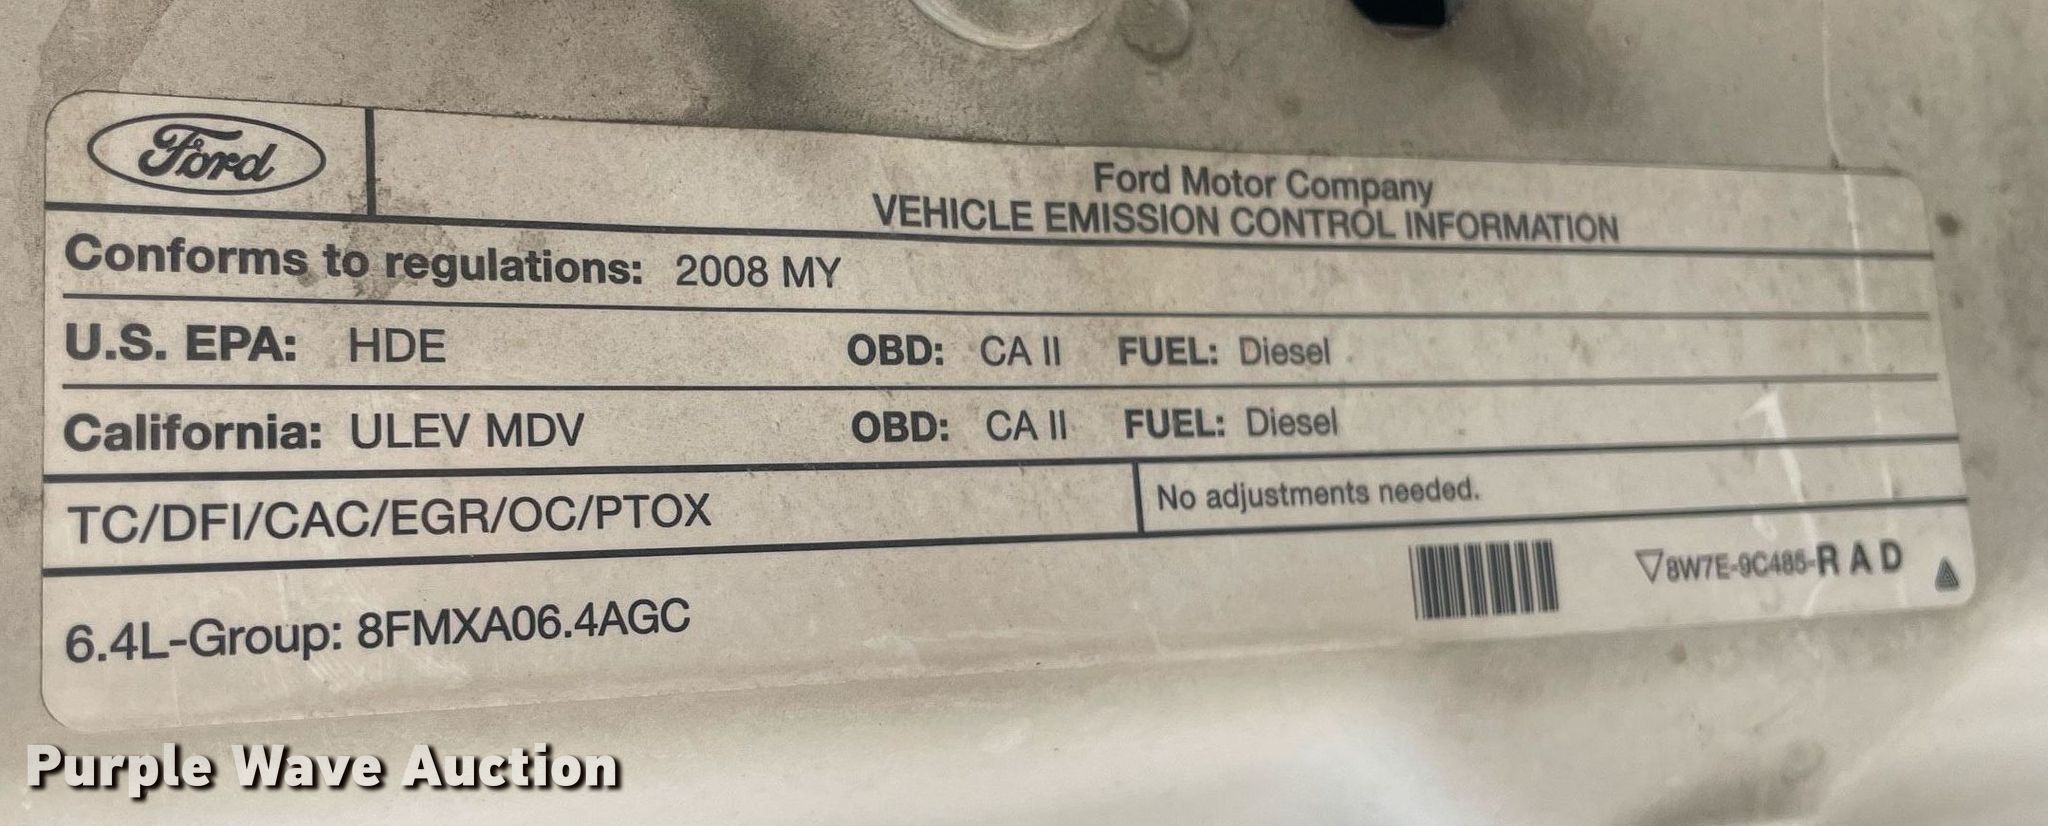 Ford
Ford Motor Company
VEHICLE EMISSION CONTROL INFORMATION
Conforms to regulations: 2008 MY
U.S. EPA: HDE OBD: CA II FUEL: Diesel
California: ULEV MDV OBD: CA II FUEL: Diesel
TC/DFI/CAC/EGR/OC/PTOX No adjustments needed.
8W7E-9C485-R A D
6.4L-Group: 8FMXA06.4AGC
Purple Wave Auction